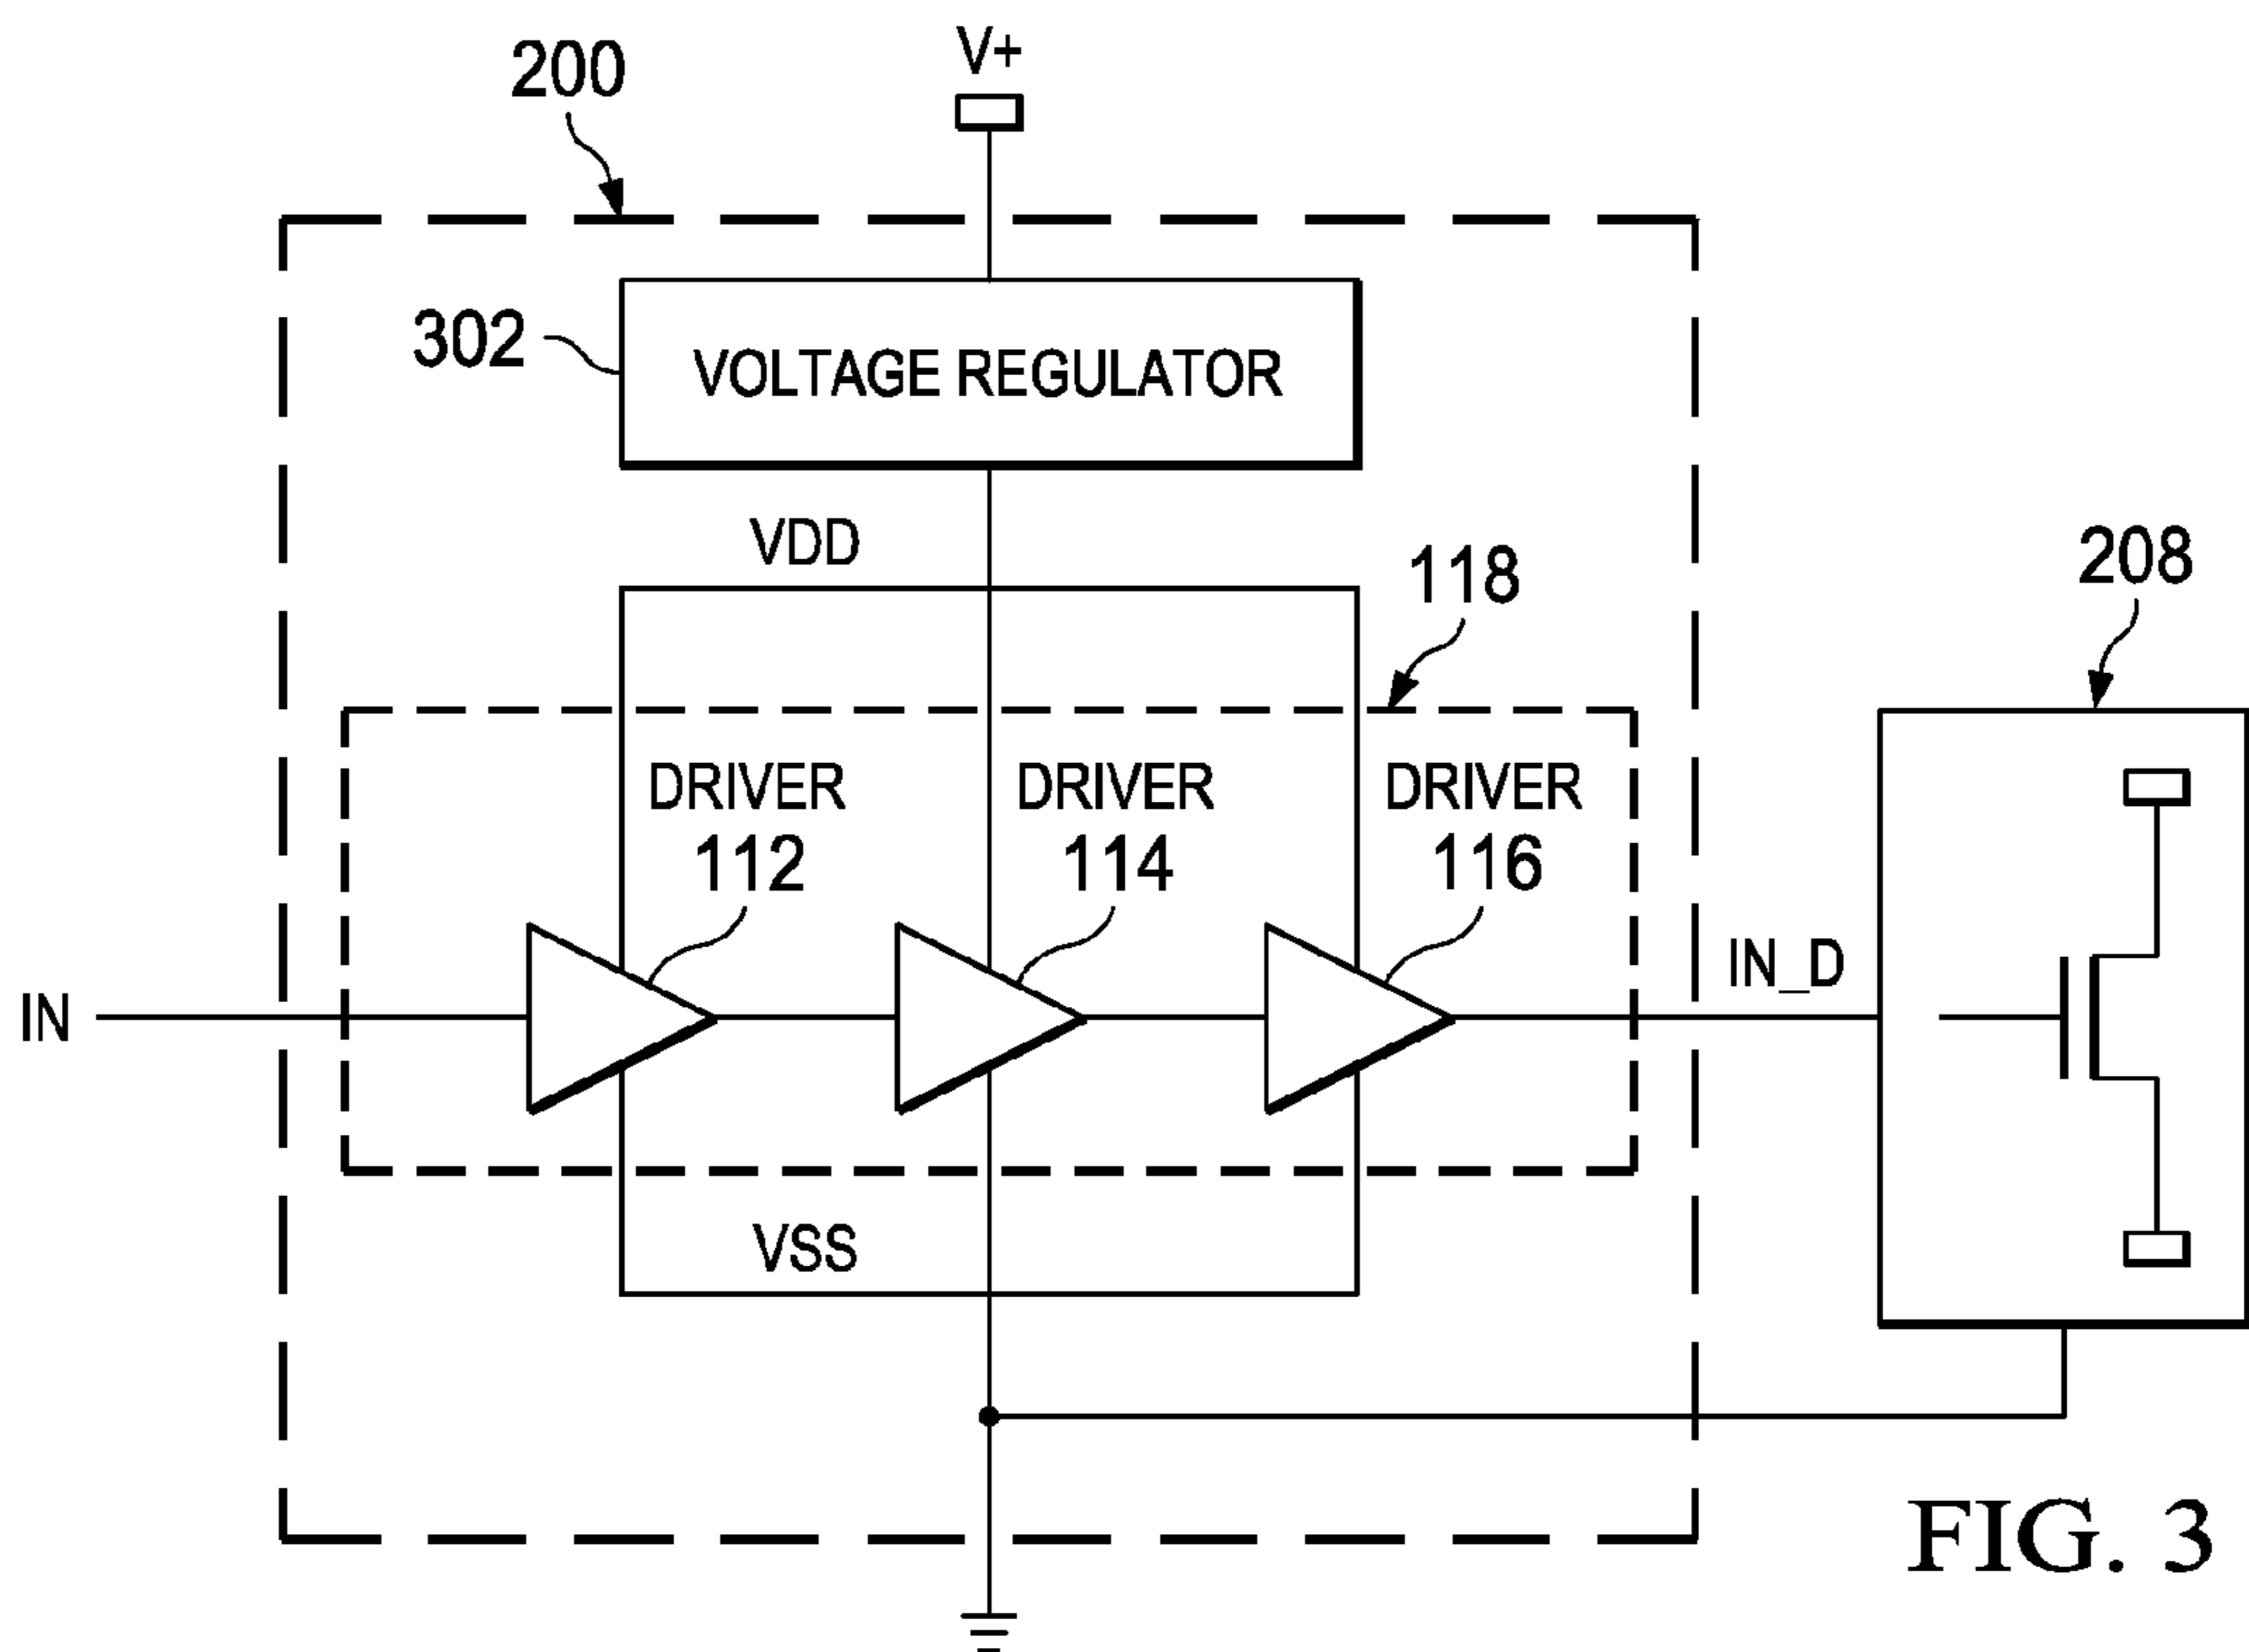 200
V+
302
VOLTAGE REGULATOR
VDD
118
208
DRIVER
112
DRIVER
114
DRIVER
116
IN
IN_D
VSS
FIG. 3